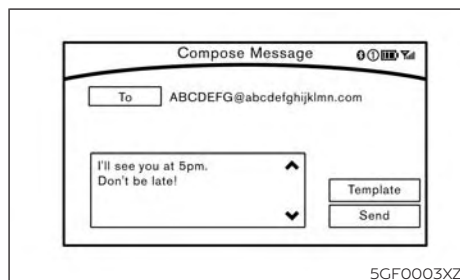 Compose Message
To
ABCDEFG@abcdefghijklmn.com
I'll see you at 5pm.
Don't be late!
Template
Send
5GF0003XZ